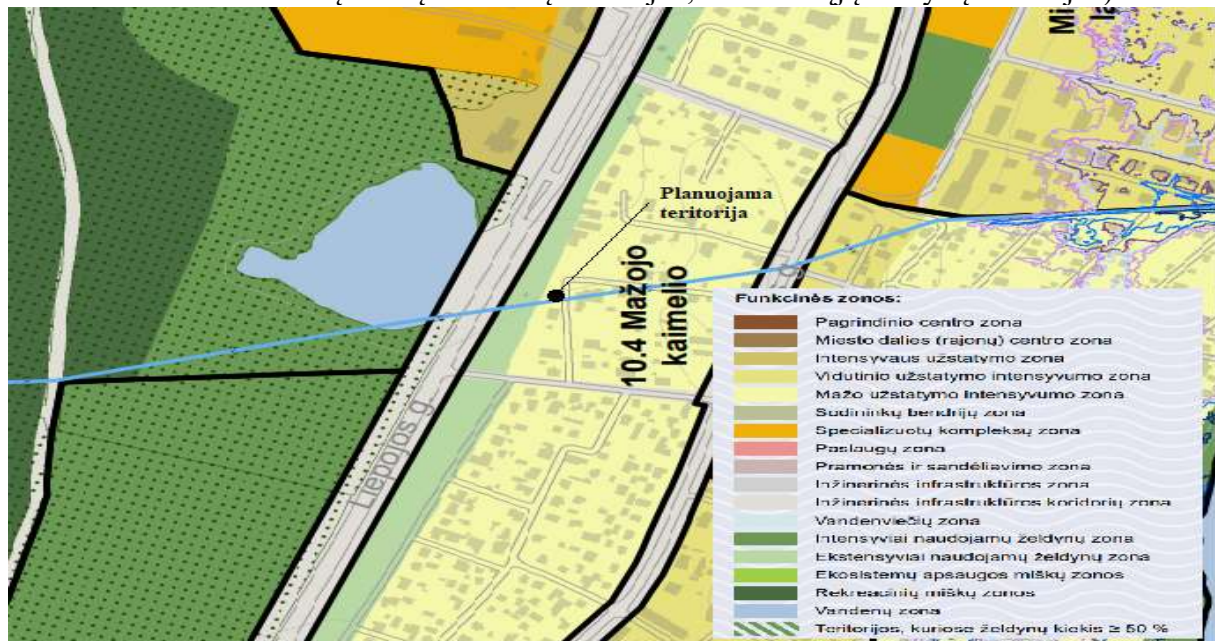 Planuojama
teritorija
10.4 Mažojo
kaimelio
Liepojos g.
g.
Mi
Funkcinės zonos:
Pagrindinio centro zona
Miesto dalies (rajonų) centro zona
Intensyvaus užstatymo zona
Vidutinio užstatymo intensyvumo zona
Mažo užstatymo intensyvumo zona
Sodininkų bendrijų zona
Specializuotų kompleksų zona
Paslaugų zona
Pramonės ir sandėliavimo zona
Inžinerinės infrastruktūros zona
Inžinerinės infrastruktūros koridorių zona
Vandenviečių zona
Intensyviai naudojamų želdynų zona
Ekstensyviai naudojamų želdynų zona
Ekosistemų apsaugos miškų zonos
Rekreacinių miškų zonos
Vandenų zona
Teritorijos, kuriose želdynų kiekis ≥ 50 %